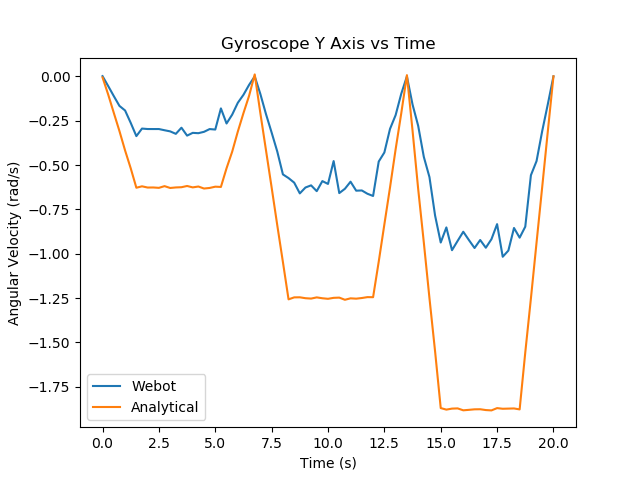 Gyroscope Y Axis vs Time
Angular Velocity (rad/s)
0.00
−0.25
−0.50
−0.75
−1.00
−1.25
−1.50
−1.75
Webot
Analytical
0.0 2.5 5.0 7.5 10.0 12.5 15.0 17.5 20.0
Time (s)